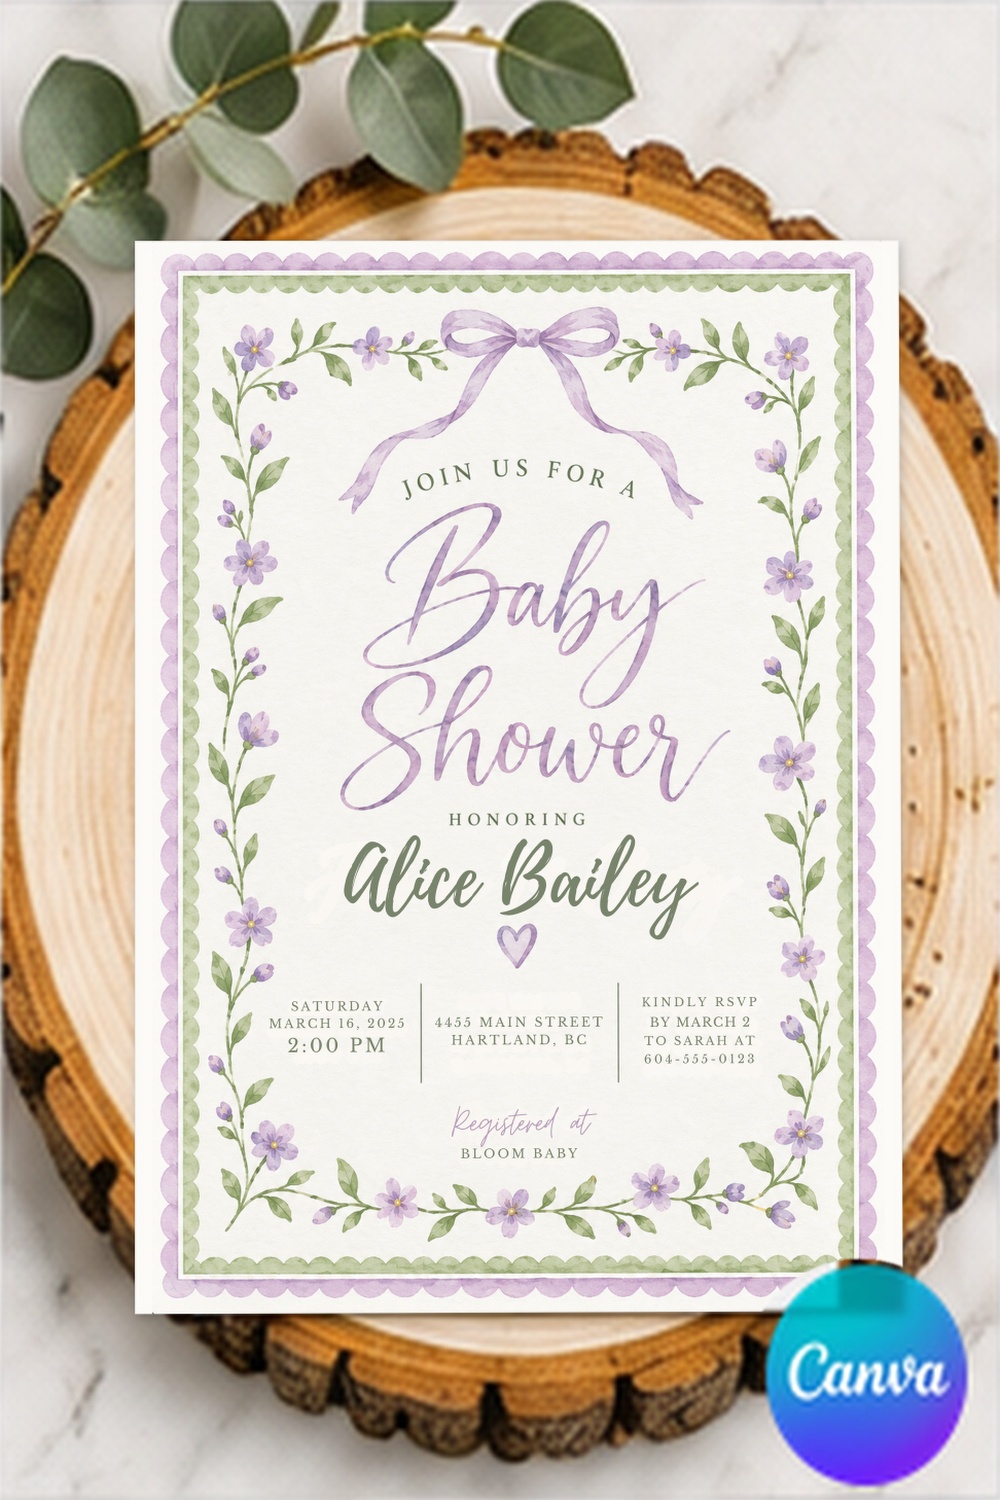 JOIN US FOR A
Baby
Shower
HONORING
Alice Bailey
SATURDAY
MARCH 16, 2025
2:00 PM
4455 MAIN STREET
HARTLAND, BC
KINDLY RSVP
BY MARCH 2
TO SARAH AT
604-555-0123
Registered at
BLOOM BABY
Canva